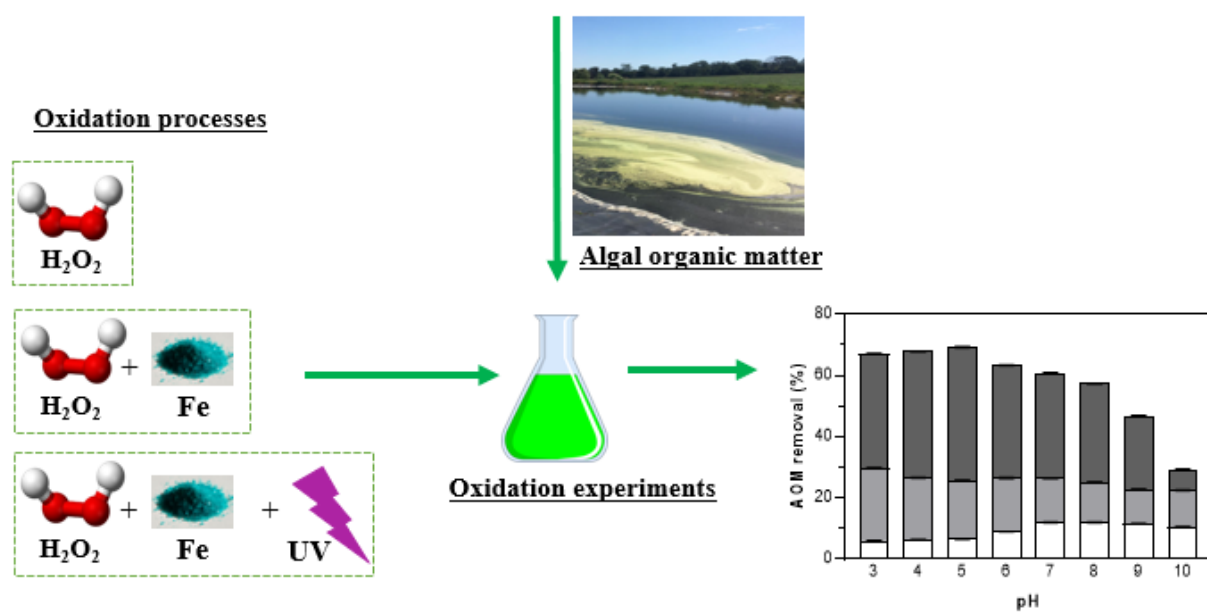 Oxidation processes
H₂O₂
H₂O₂ + Fe
H₂O₂ + Fe + UV
Algal organic matter
Oxidation experiments
AOM removal (%)
80
60
40
20
0
3 4 5 6 7 8 9 10
pH